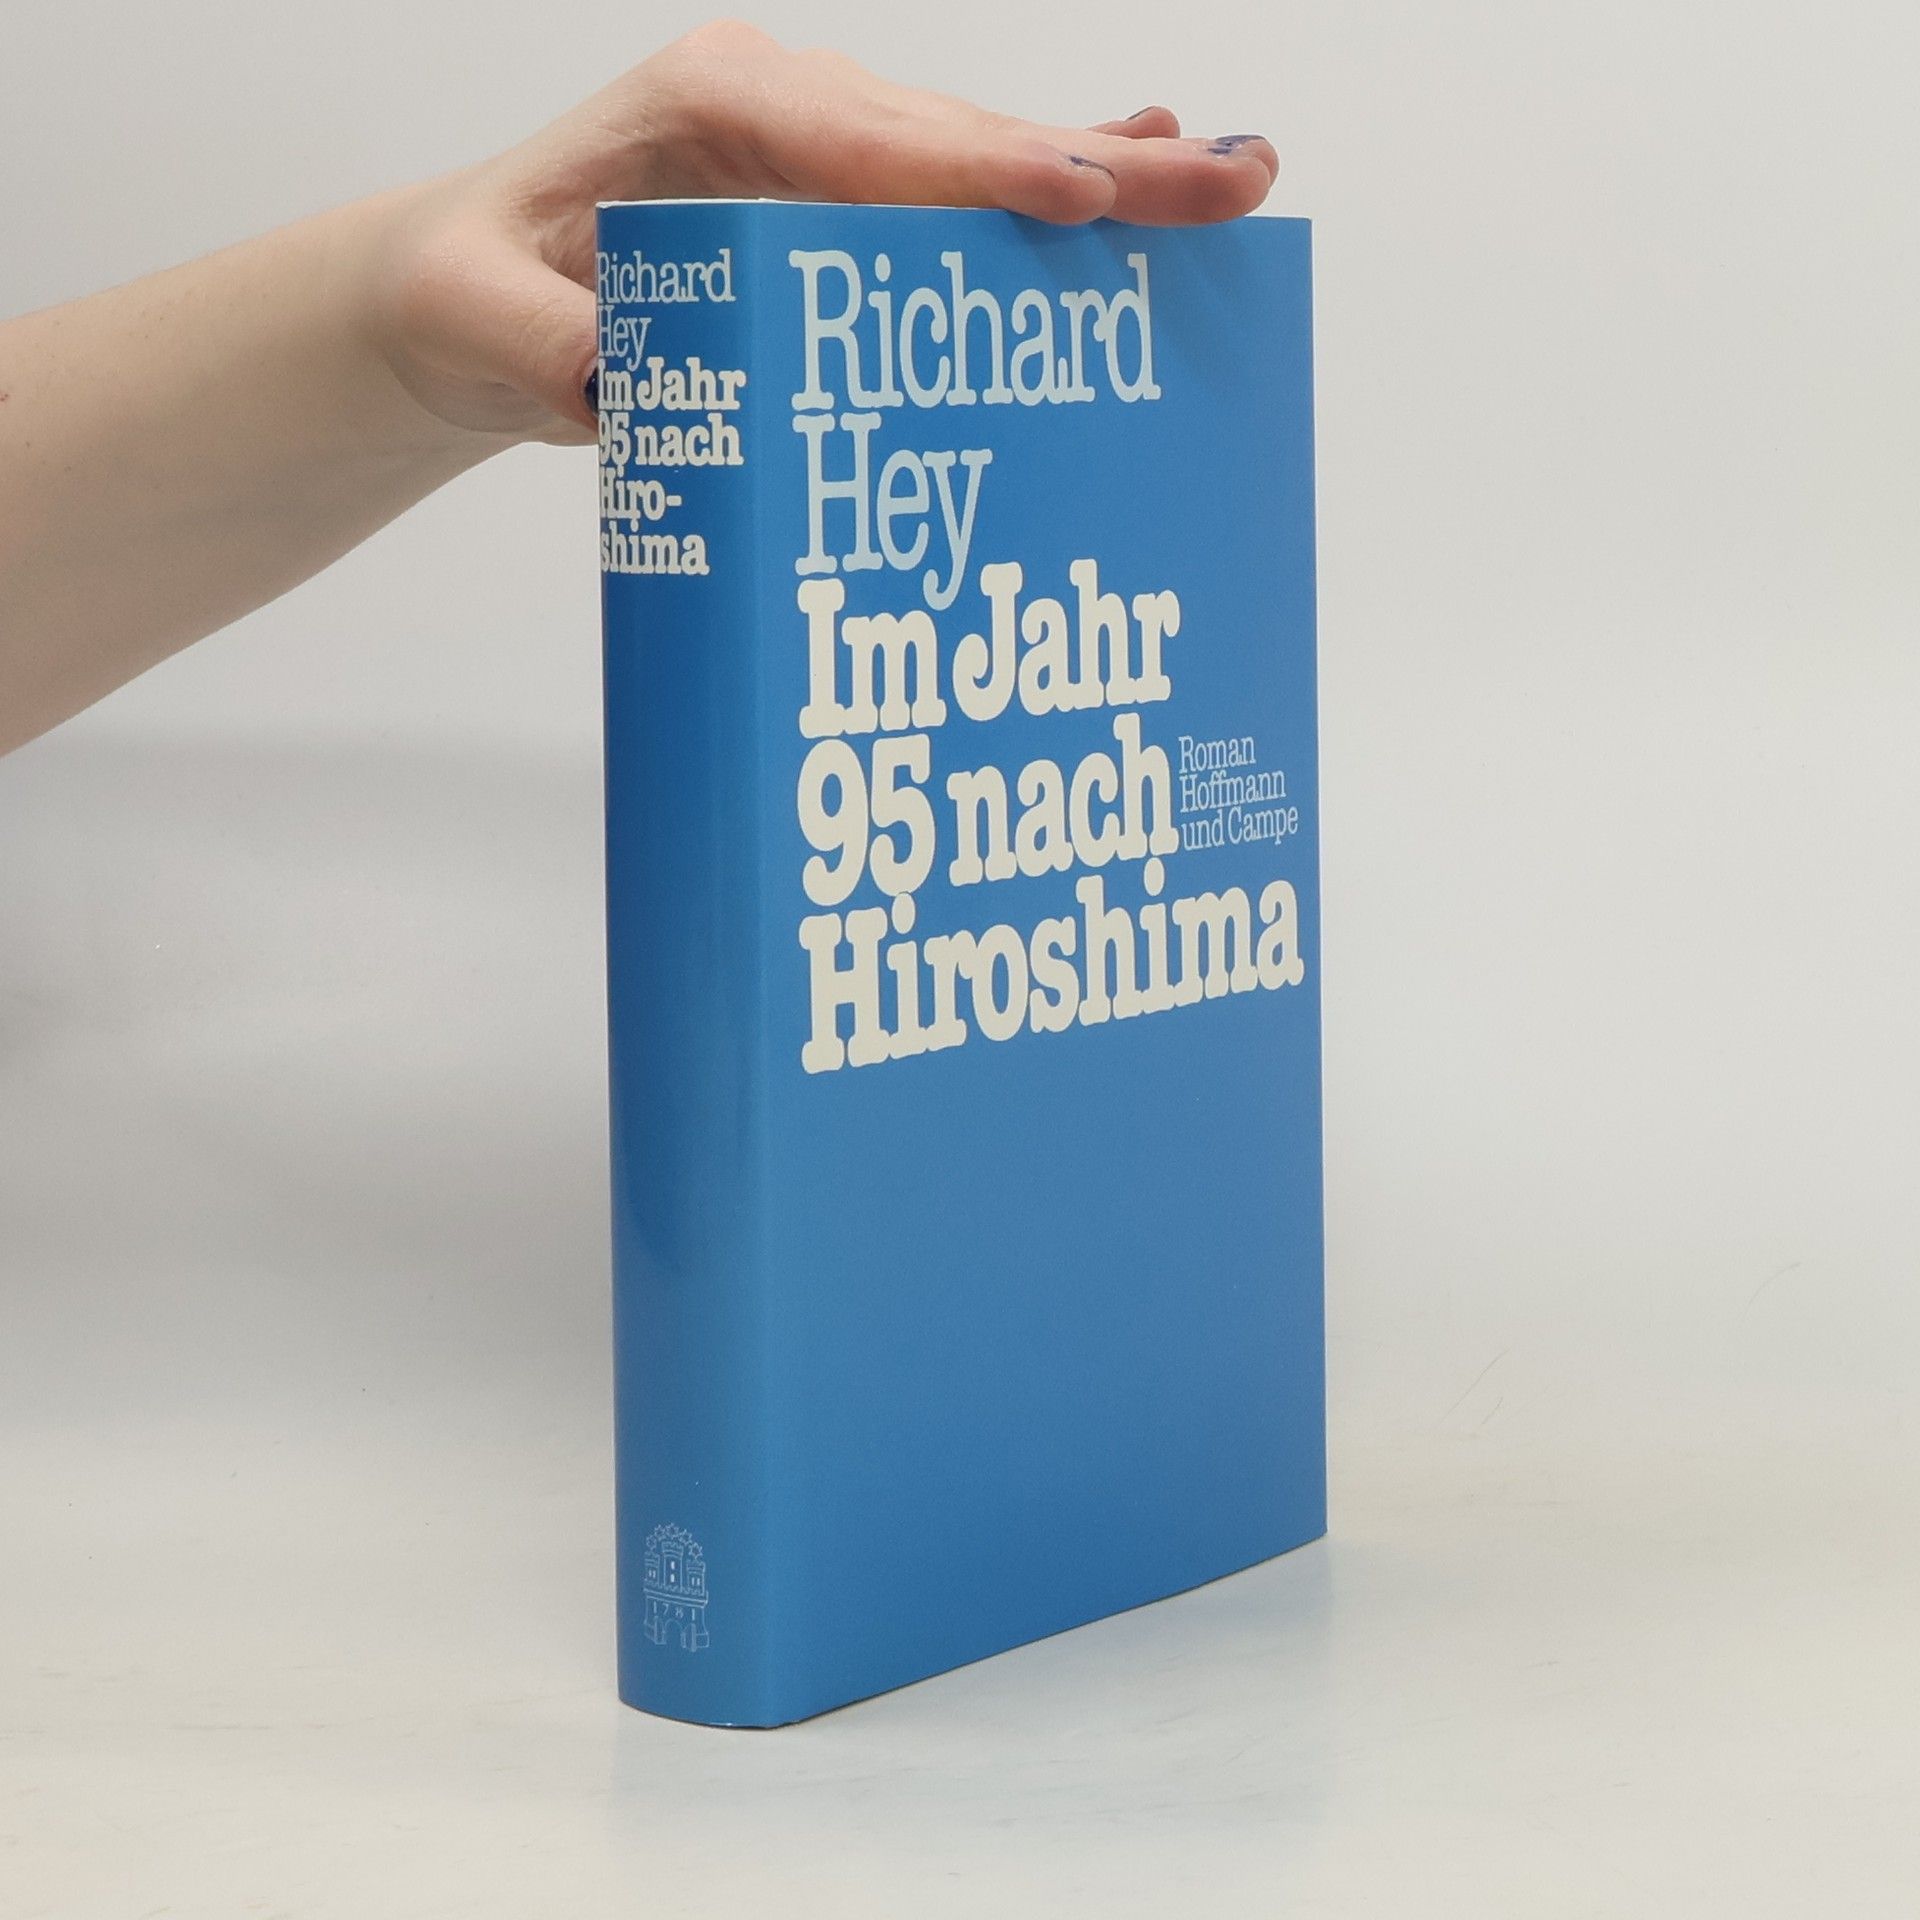 Richard
Hey
Im Jahr
95 nach
Hiro-
shima
1781
Richard
Hey
Im Jahr
95 nach
Hiroshima
Roman
Hoffmann
und Campe